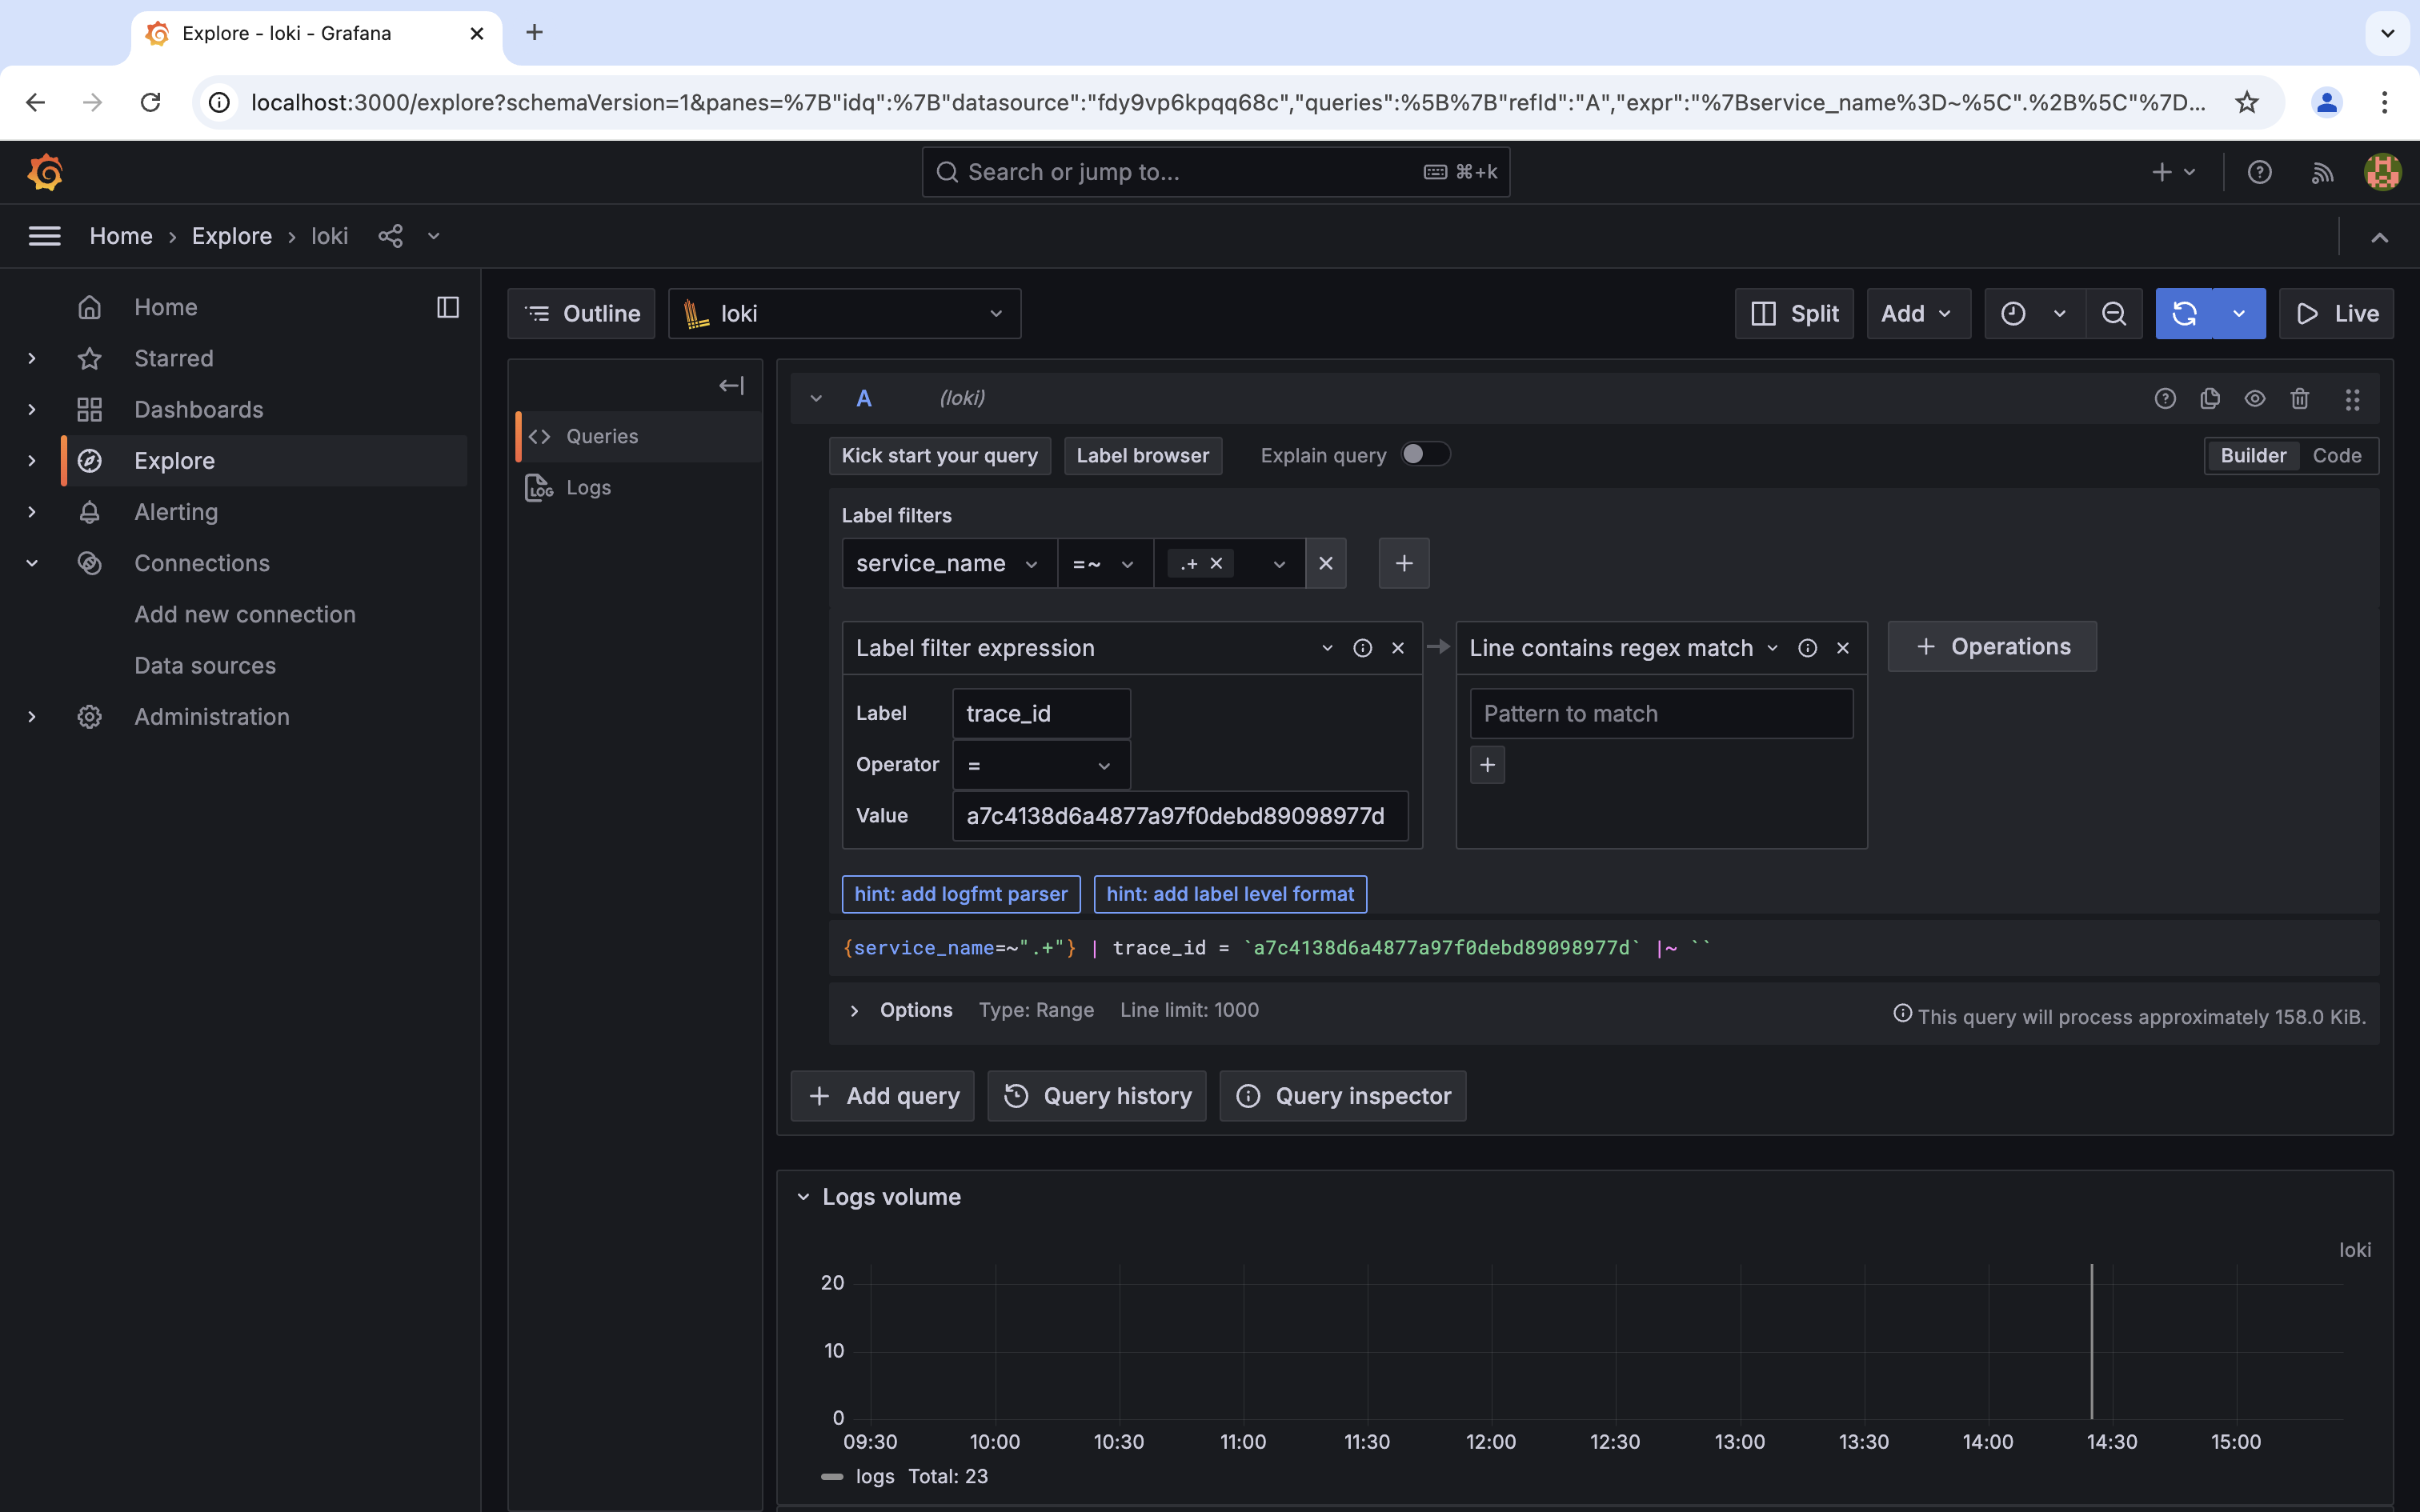 Explore - loki - Grafana
localhost:3000/explore?schemaVersion=1&panes=%7B"idq":%7B"datasource":"fdy9vp6kpqq68c","queries":%5B%7B"refId":"A","expr":"%7Bservice_name%3D~%5C".%2B%5C"%7D...
Search or jump to... ⌘+k
Home › Explore › loki
Home
Starred
Dashboards
Explore
Alerting
Connections
Add new connection
Data sources
Administration
Outline loki Split Add Live
Queries
Logs
A (loki)
Kick start your query Label browser Explain query Builder Code
Label filters
service_name =~ .+
Label filter expression Line contains regex match + Operations
Label trace_id Pattern to match
Operator = +
Value a7c4138d6a4877a97f0debd89098977d
hint: add logfmt parser hint: add label level format
{service_name=~".+"} | trace_id = `a7c4138d6a4877a97f0debd89098977d` |~ ``
Options Type: Range Line limit: 1000 This query will process approximately 158.0 KiB.
+ Add query Query history Query inspector
Logs volume
loki
20
10
0
09:30 10:00 10:30 11:00 11:30 12:00 12:30 13:00 13:30 14:00 14:30 15:00
logs Total: 23